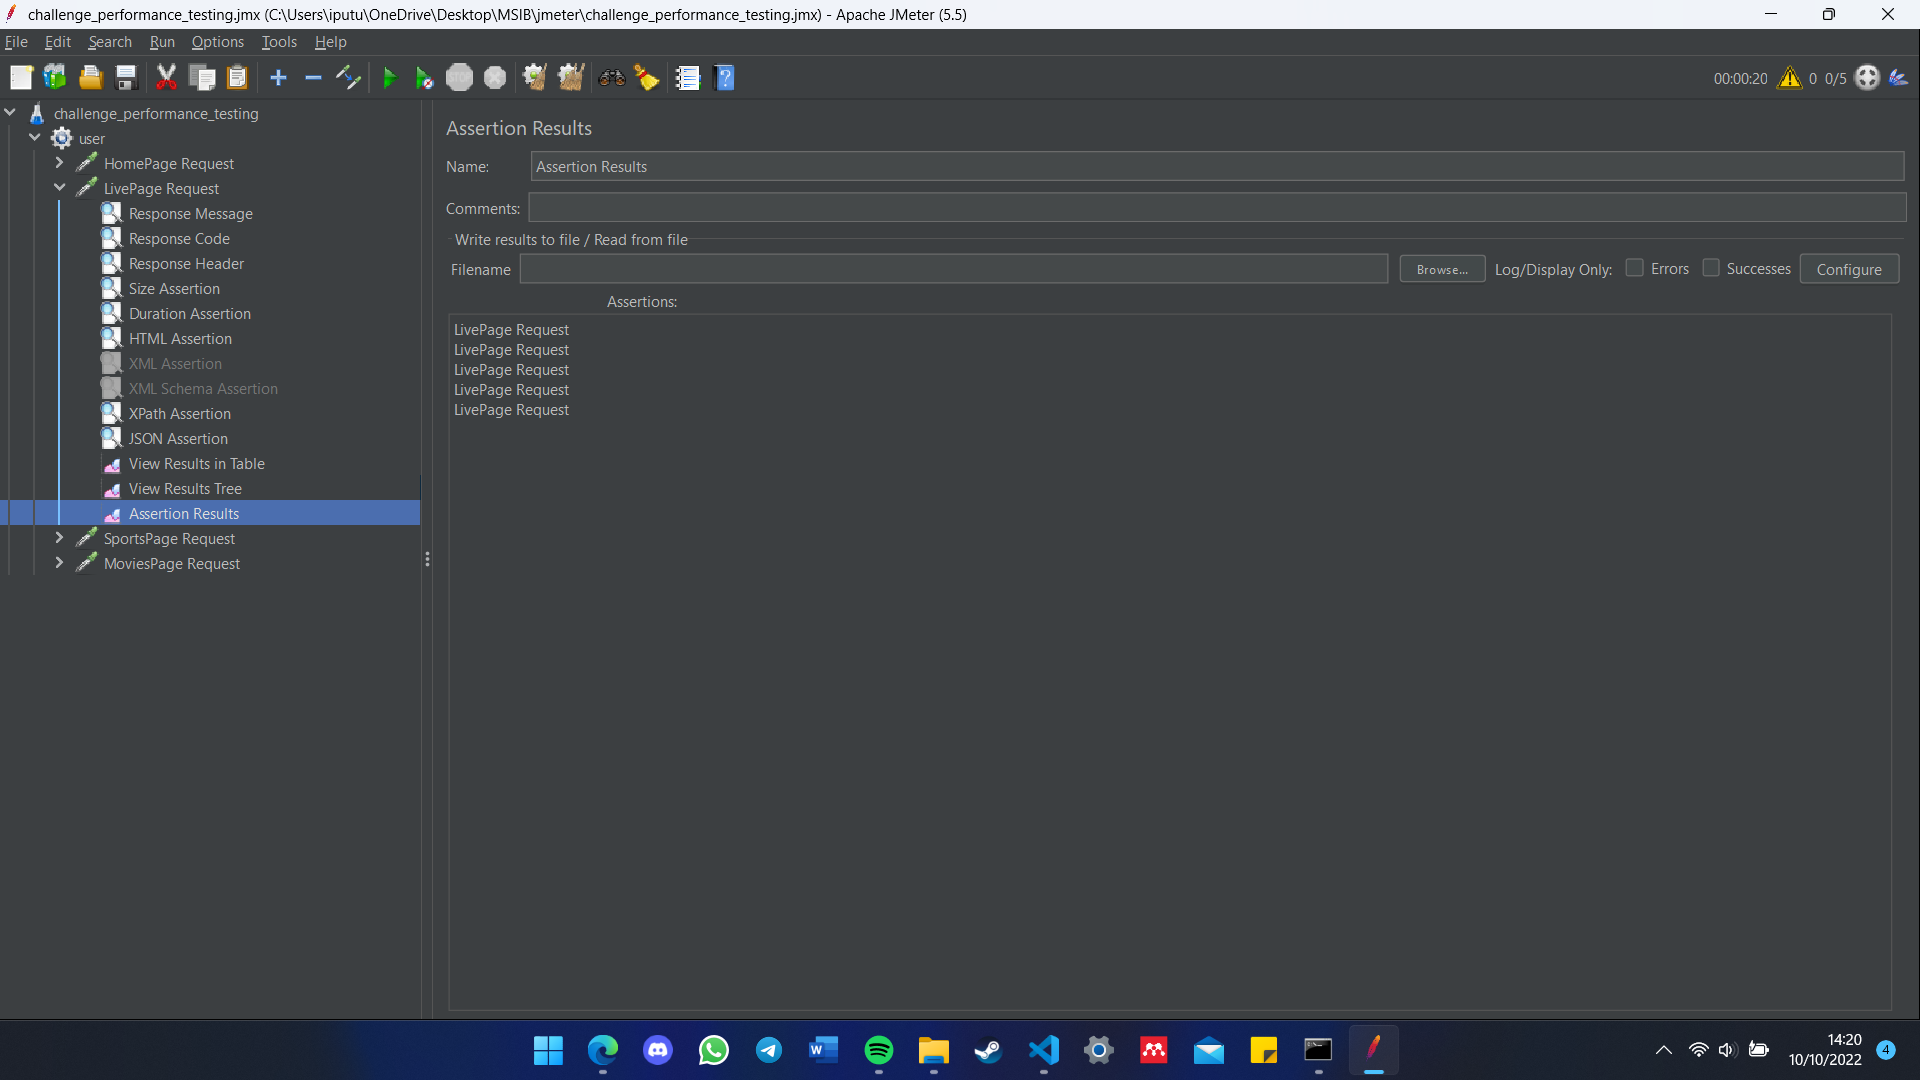 challenge_performance_testing.jmx (C:\Users\iputu\OneDrive\Desktop\MSIB\jmeter\challenge_performance_testing.jmx) - Apache JMeter (5.5)
File Edit Search Run Options Tools Help
STOP 00:00:20 0 0/5
challenge_performance_testing
user
HomePage Request
LivePage Request
Response Message
Response Code
Response Header
Size Assertion
Duration Assertion
HTML Assertion
XML Assertion
XML Schema Assertion
XPath Assertion
JSON Assertion
View Results in Table
View Results Tree
Assertion Results
SportsPage Request
MoviesPage Request
Assertion Results
Name: Assertion Results
Comments:
Write results to file / Read from file
Filename Browse... Log/Display Only: Errors Successes Configure
Assertions:
LivePage Request
LivePage Request
LivePage Request
LivePage Request
LivePage Request
14:20
10/10/2022
4